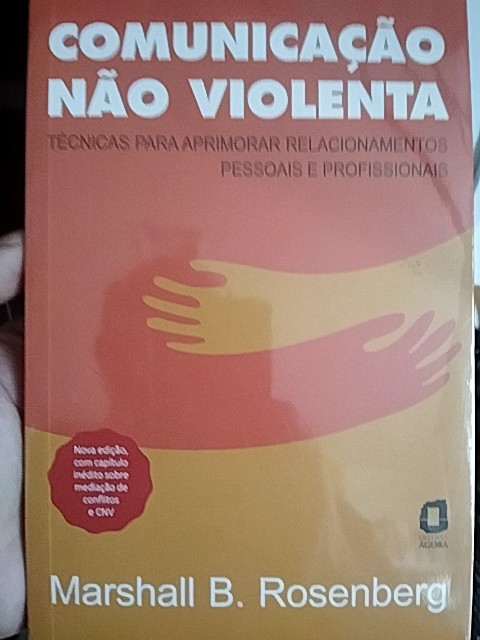 COMUNICAÇÃO
NÃO VIOLENTA
TÉCNICAS PARA APRIMORAR RELACIONAMENTOS
PESSOAIS E PROFISSIONAIS
Nova edição,
com capítulo
inédito sobre
mediação de
conflitos
e CNV
ÁGORA
Marshall B. Rosenberg